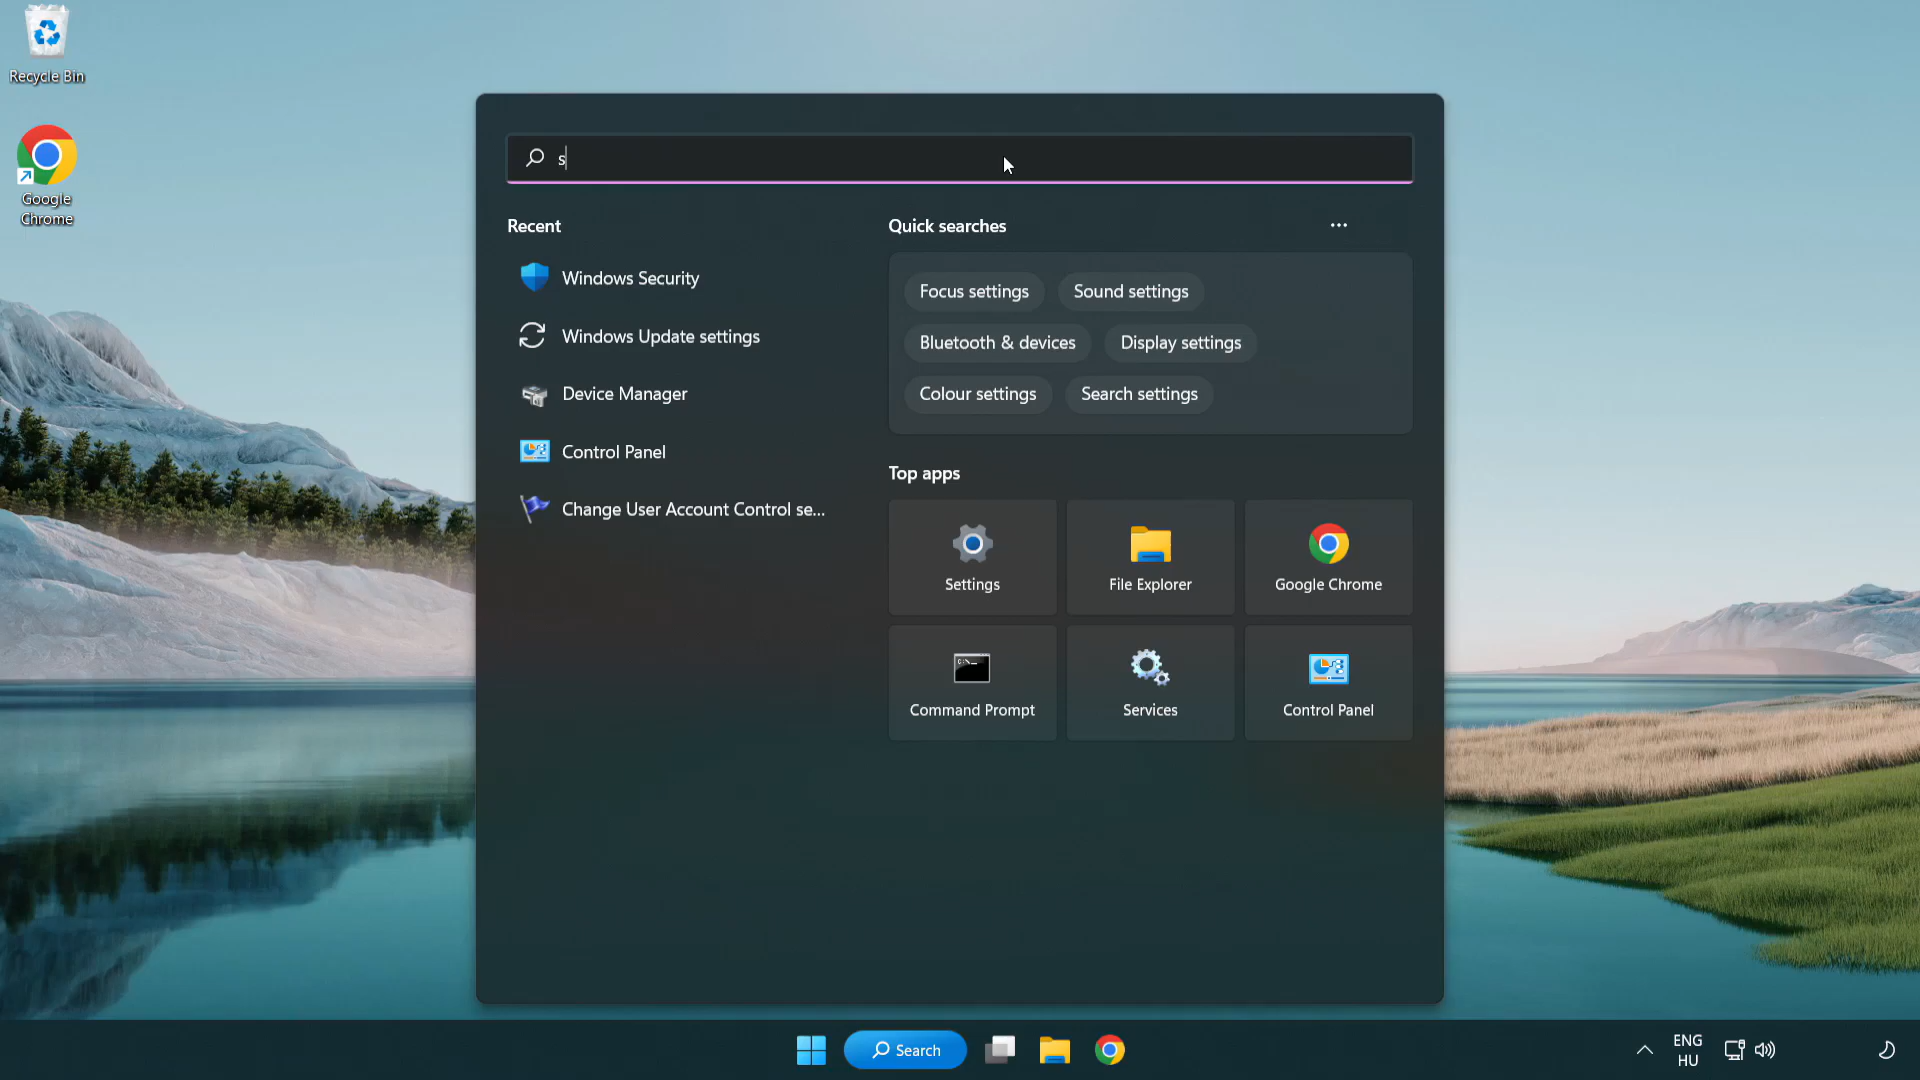 Recycle Bin
Google
Chrome
s
Recent
Windows Security
Windows Update settings
Device Manager
Control Panel
Change User Account Control se...
Quick searches
Focus settings
Sound settings
Bluetooth & devices
Display settings
Colour settings
Search settings
Top apps
Settings
File Explorer
Google Chrome
Command Prompt
Services
Control Panel
Search
ENG
HU